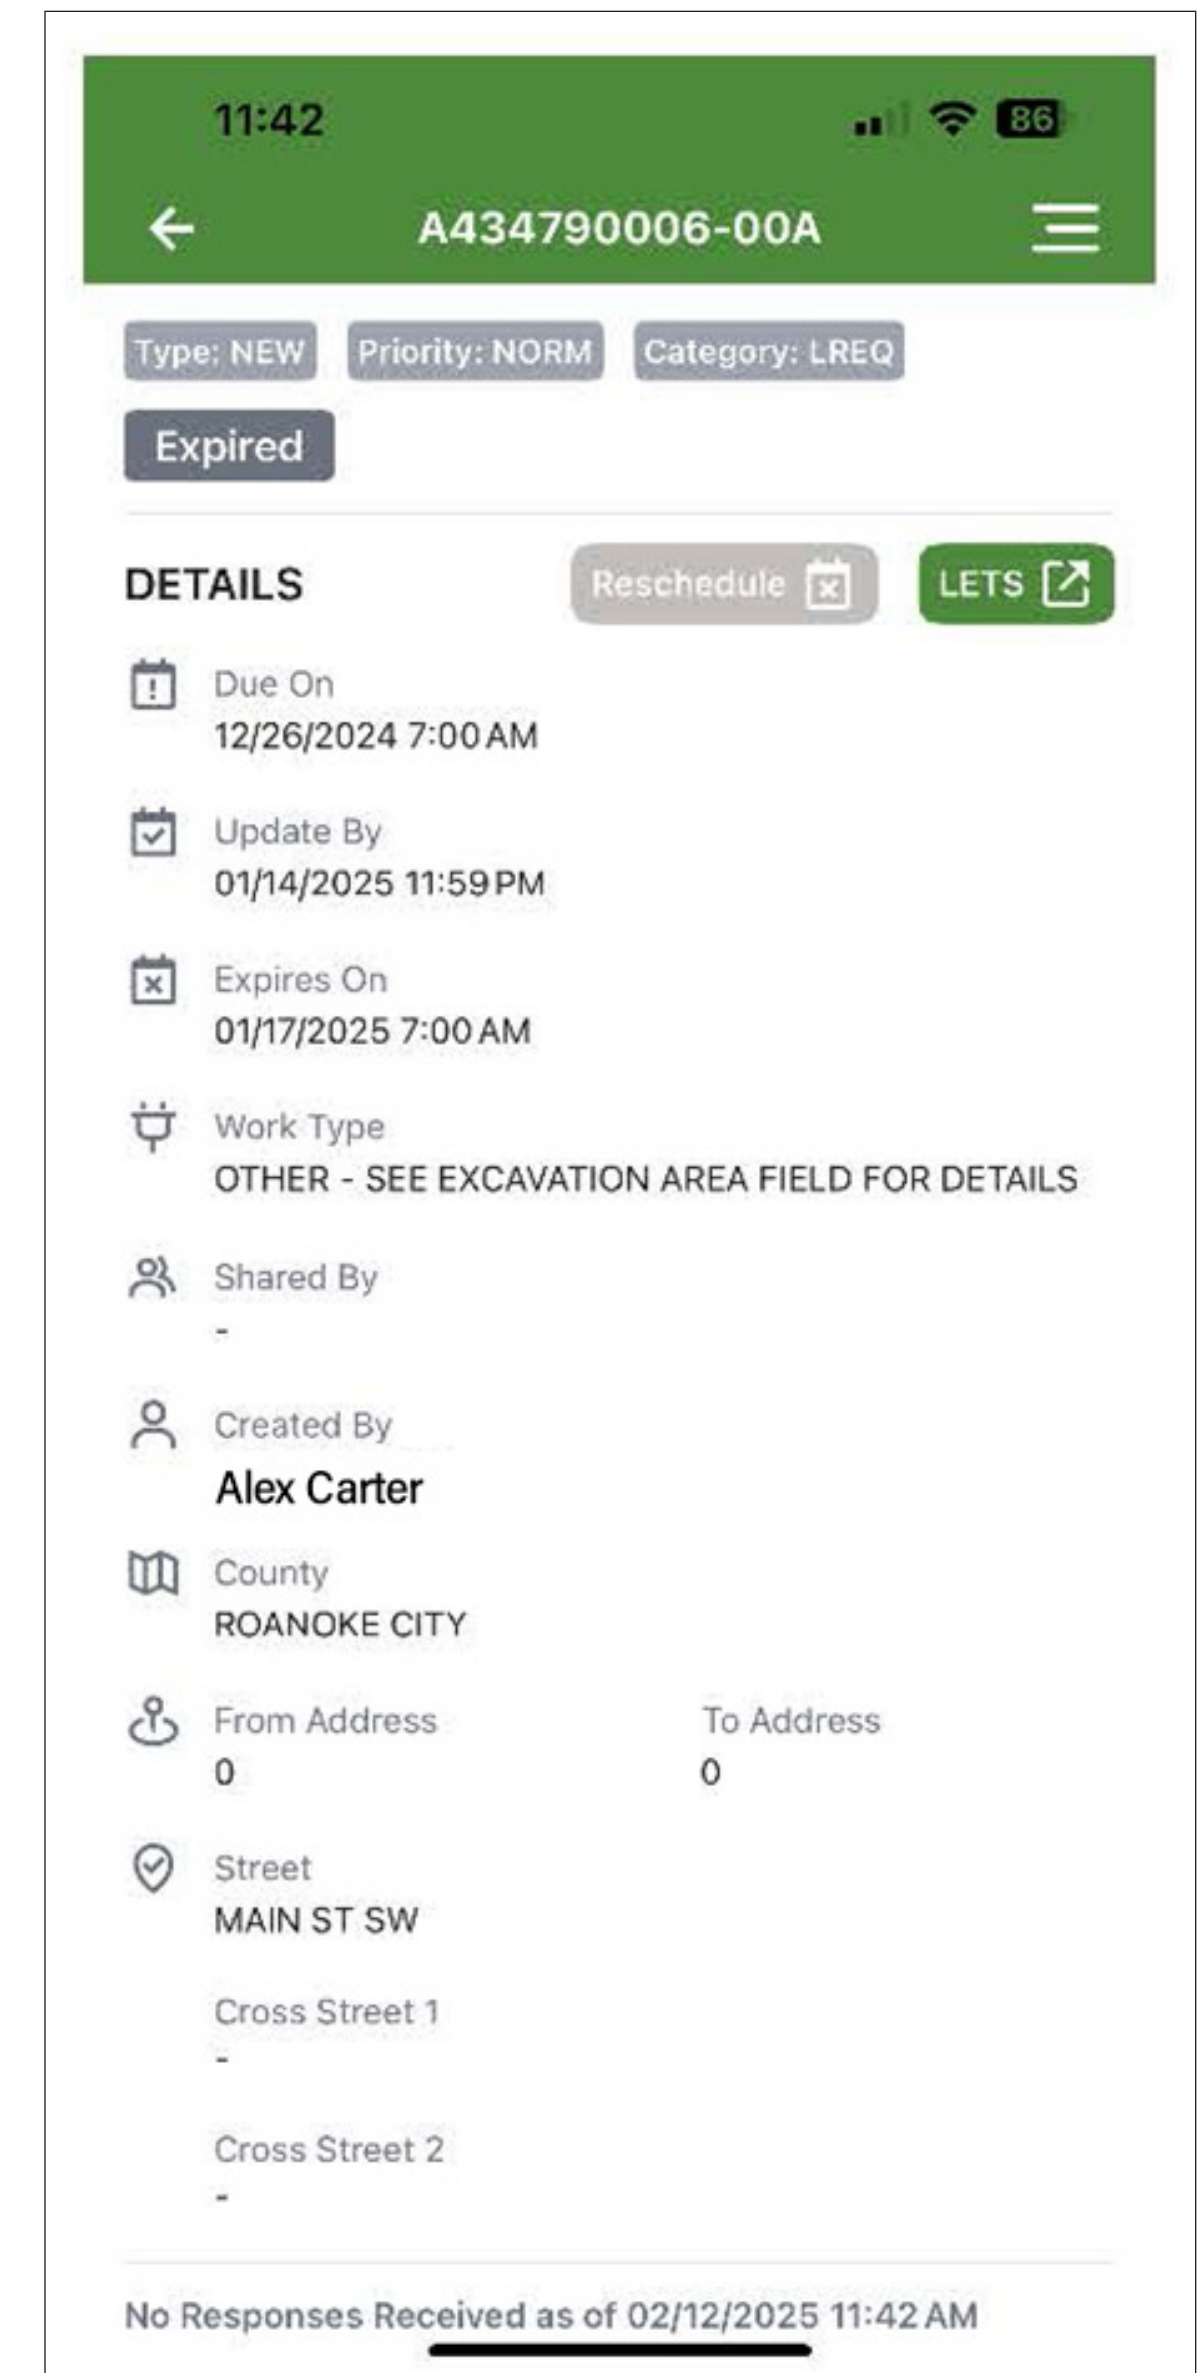 11:42
86
A434790006-00A
Type: NEW Priority: NORM Category: LREQ
Expired
DETAILS Reschedule LETS
Due On
12/26/2024 7:00 AM
Update By
01/14/2025 11:59 PM
Expires On
01/17/2025 7:00 AM
Work Type
OTHER - SEE EXCAVATION AREA FIELD FOR DETAILS
Shared By
-
Created By
Alex Carter
County
ROANOKE CITY
From Address To Address
0 0
Street
MAIN ST SW
Cross Street 1
-
Cross Street 2
-
No Responses Received as of 02/12/2025 11:42 AM